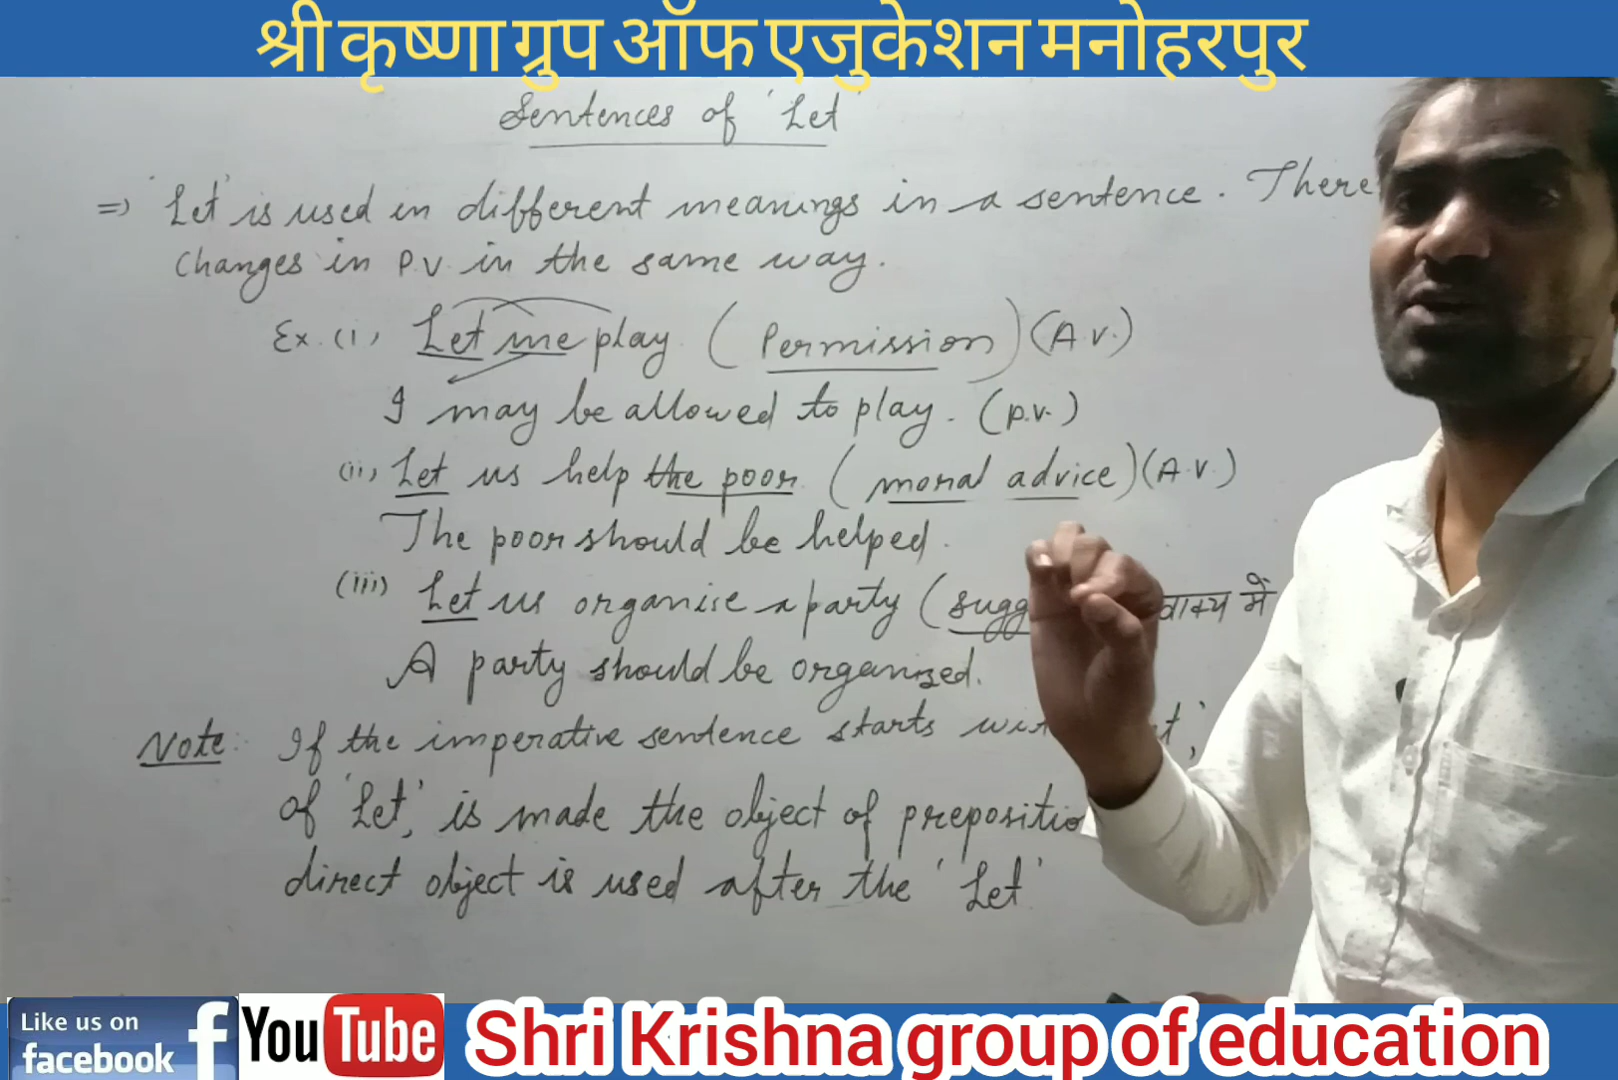 श्री कृष्णा ग्रुप ऑफ एजुकेशन मनोहरपुर
Sentences of 'Let'
⇒ 'Let' is used in different meanings in a sentence. There
changes in P.V. in the same way.
Ex. (i) Let me play. (Permission) (A.V.)
I may be allowed to play. (P.V.)
(ii) Let us help the poor. (moral advice) (A.V.)
The poor should be helped.
(iii) Let us organise a party (sugg वाक्य में
A party should be organized.
Note: If the imperative sentence starts
of 'Let', is made the object of
direct object is used after the 'Let'
Like us on
facebook f
YouTube
Shri Krishna group of education